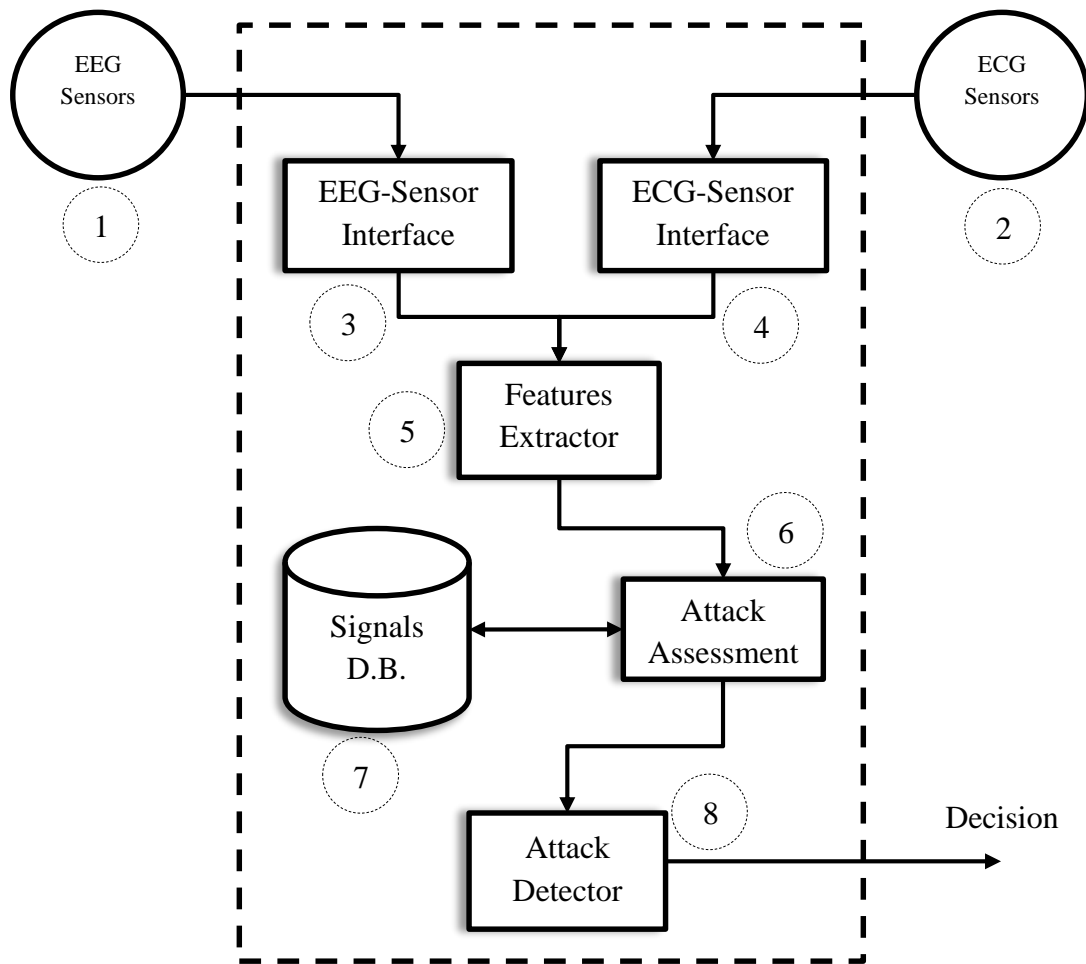 EEG
Sensors
ECG
Sensors
1
2
EEG-Sensor
Interface
ECG-Sensor
Interface
3
4
Features
Extractor
5
6
Attack
Assessment
Signals
D.B.
7
8
Attack
Detector
Decision